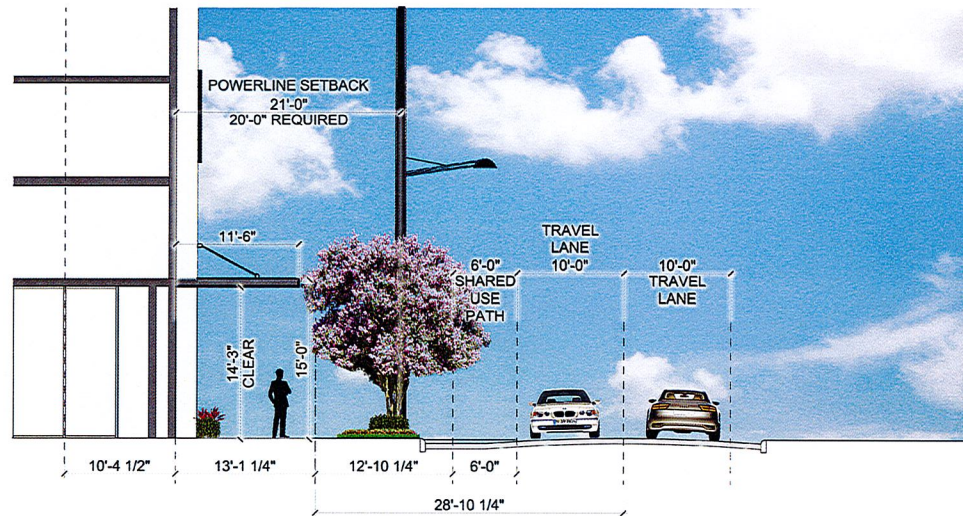 POWERLINE SETBACK
21'-0"
20'-0" REQUIRED
11'-6"
14'-3"
CLEAR
15'-0"
6'-0"
SHARED
USE
PATH
TRAVEL
LANE
10'-0"
10'-0"
TRAVEL
LANE
10'-4 1/2"
13'-1 1/4"
12'-10 1/4"
6'-0"
28'-10 1/4"